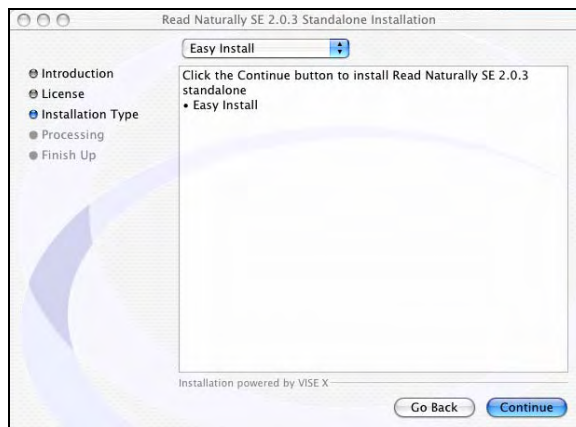 Read Naturally SE 2.0.3 Standalone Installation
Easy Install
Introduction
License
Installation Type
Processing
Finish Up
Click the Continue button to install Read Naturally SE 2.0.3
standalone
• Easy Install
Installation powered by VISE X
Go Back
Continue